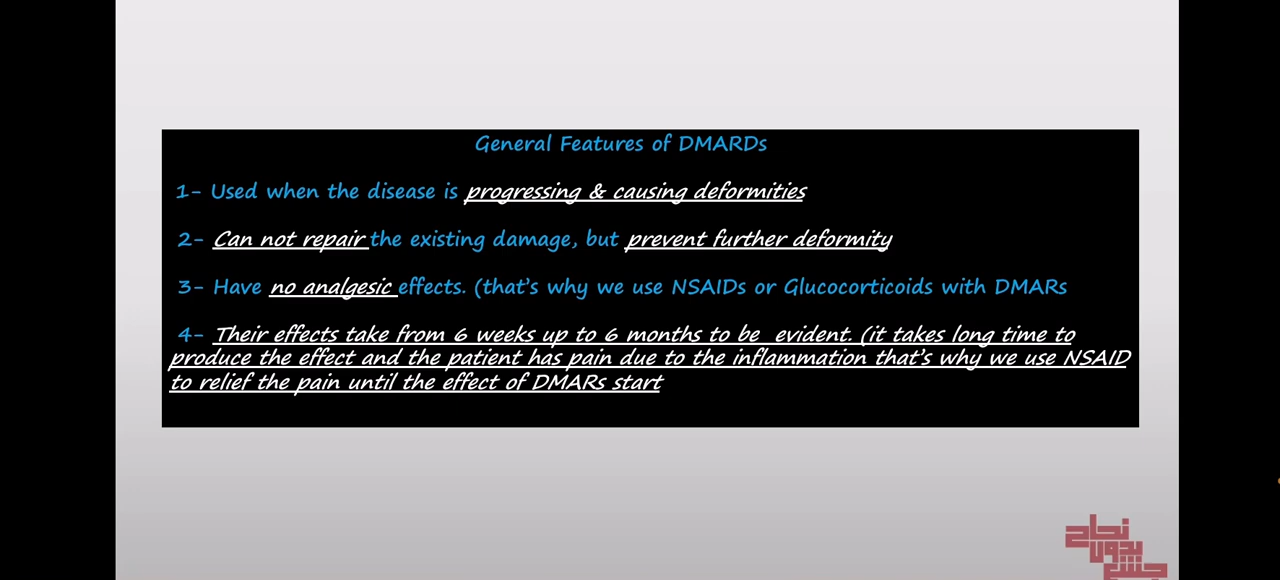 General Features of DMARDs
1- Used when the disease is progressing & causing deformities
2- Can not repair the existing damage, but prevent further deformity
3- Have no analgesic effects. (that's why we use NSAIDs or Glucocorticoids with DMARs
4- Their effects take from 6 weeks up to 6 months to be evident. (it takes long time to
produce the effect and the patient has pain due to the inflammation that's why we use NSAID
to relief the pain until the effect of DMARs start
نجاح
بدون